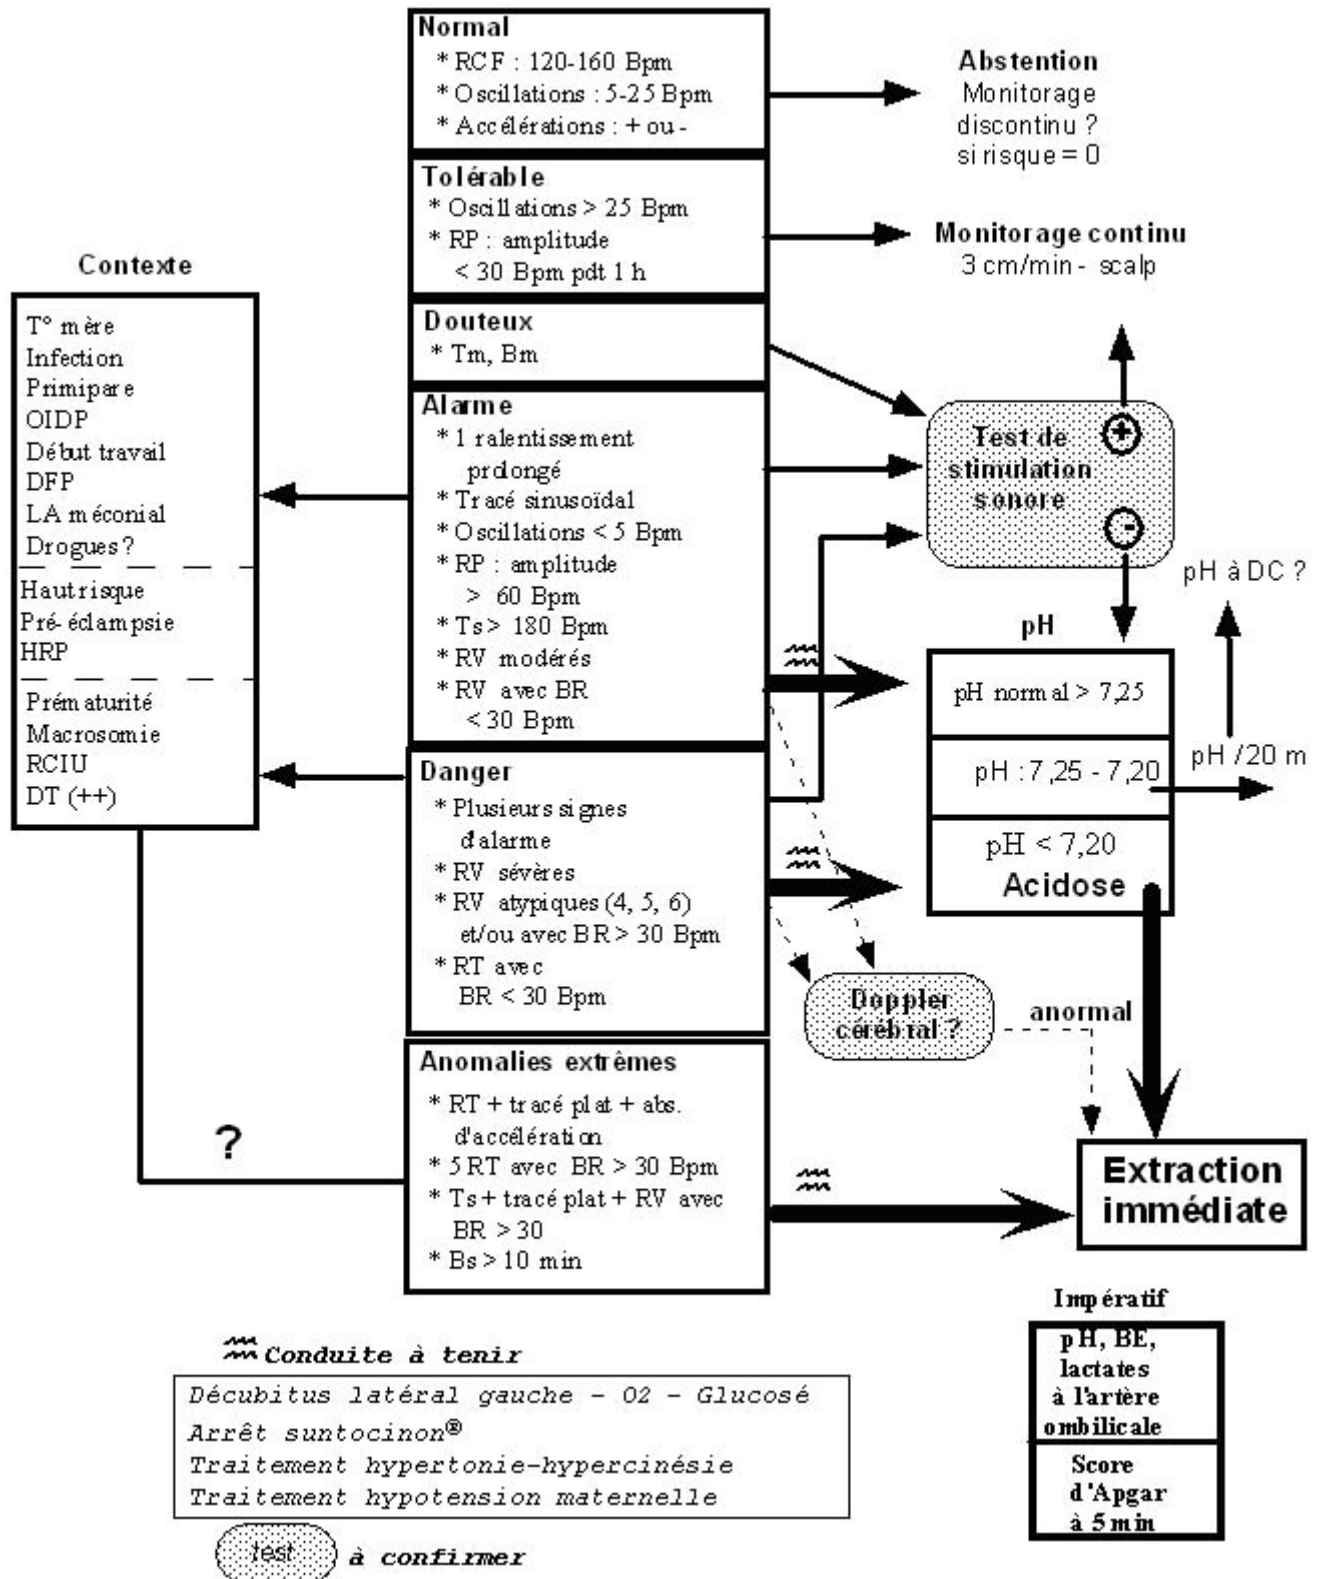 Normal
* RCF : 120-160 Bpm
* Oscillations : 5-25 Bpm
* Accélérations : + ou -
Abstention
Monitorage
discontinu ?
si risque = 0
Tolérable
* Oscillations > 25 Bpm
* RP : amplitude
< 30 Bpm pdt 1 h
Monitorage continu
3 cm/min - scalp
Contexte
T° mère
Infection
Primipare
OIDP
Début travail
DFP
LA méconial
Drogues ?
Haut risque
Pré-éclampsie
HRP
Prématurité
Macrosomie
RCIU
DT (++)
Douteux
* Tm, Bm
Alarme
* 1 ralentissement
prolongé
* Tracé sinusoïdal
* Oscillations < 5 Bpm
* RP : amplitude
> 60 Bpm
* Ts > 180 Bpm
* RV modérés
* RV avec BR
< 30 Bpm
Test de
stimulation
sonore
+
-
pH à DC ?
pH
pH normal > 7,25
pH : 7,25 - 7,20
pH /20 m
pH < 7,20
Acidose
Danger
* Plusieurs signes
d'alarme
* RV sévères
* RV atypiques (4, 5, 6)
et/ou avec BR > 30 Bpm
* RT avec
BR < 30 Bpm
Doppler
cérébral ?
anormal
Anomalies extrêmes
* RT + tracé plat + abs.
d'accélération
* 5 RT avec BR > 30 Bpm
* Ts + tracé plat + RV avec
BR > 30
* Bs > 10 min
?
Extraction
immédiate
Impératif
pH, BE,
lactates
à l'artère
ombilicale
Score
d'Apgar
à 5 min
Conduite à tenir
Décubitus latéral gauche - O2 - Glucosé
Arrêt suntocinon®
Traitement hypertonie-hypercinésie
Traitement hypotension maternelle
test à confirmer